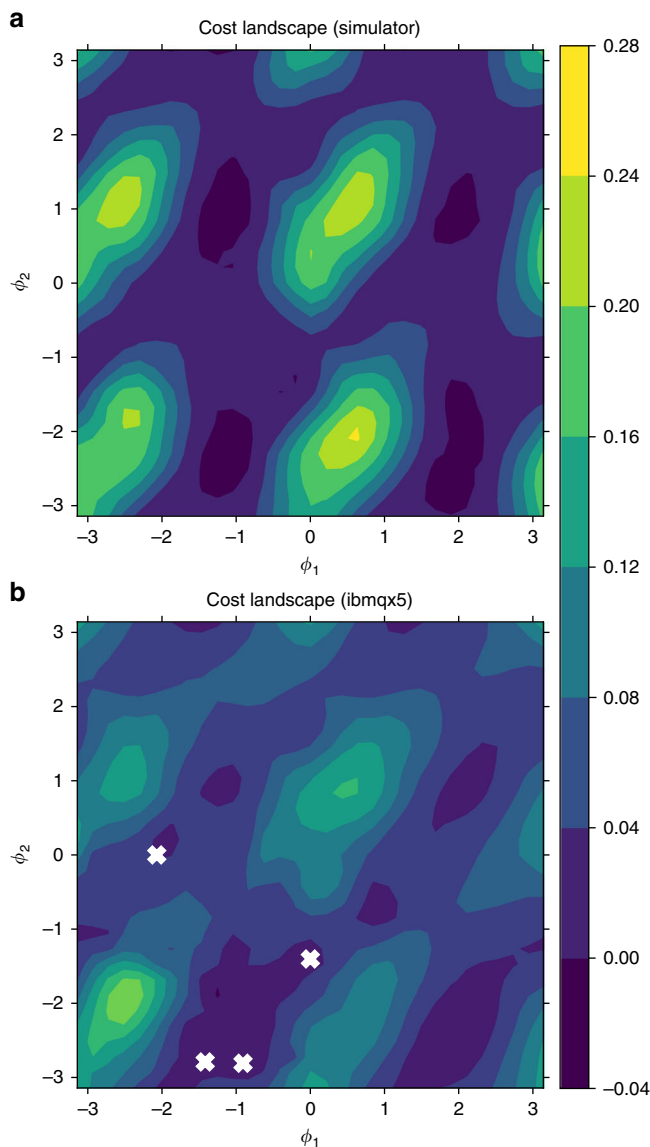 a
Cost landscape (simulator)
3
2
1
0
−1
−2
−3
ϕ2
−3 −2 −1 0 1 2 3
ϕ1
0.28
0.24
0.20
0.16
0.12
0.08
0.04
0.00
−0.04
b
Cost landscape (ibmqx5)
3
2
1
0
−1
−2
−3
ϕ2
−3 −2 −1 0 1 2 3
ϕ1